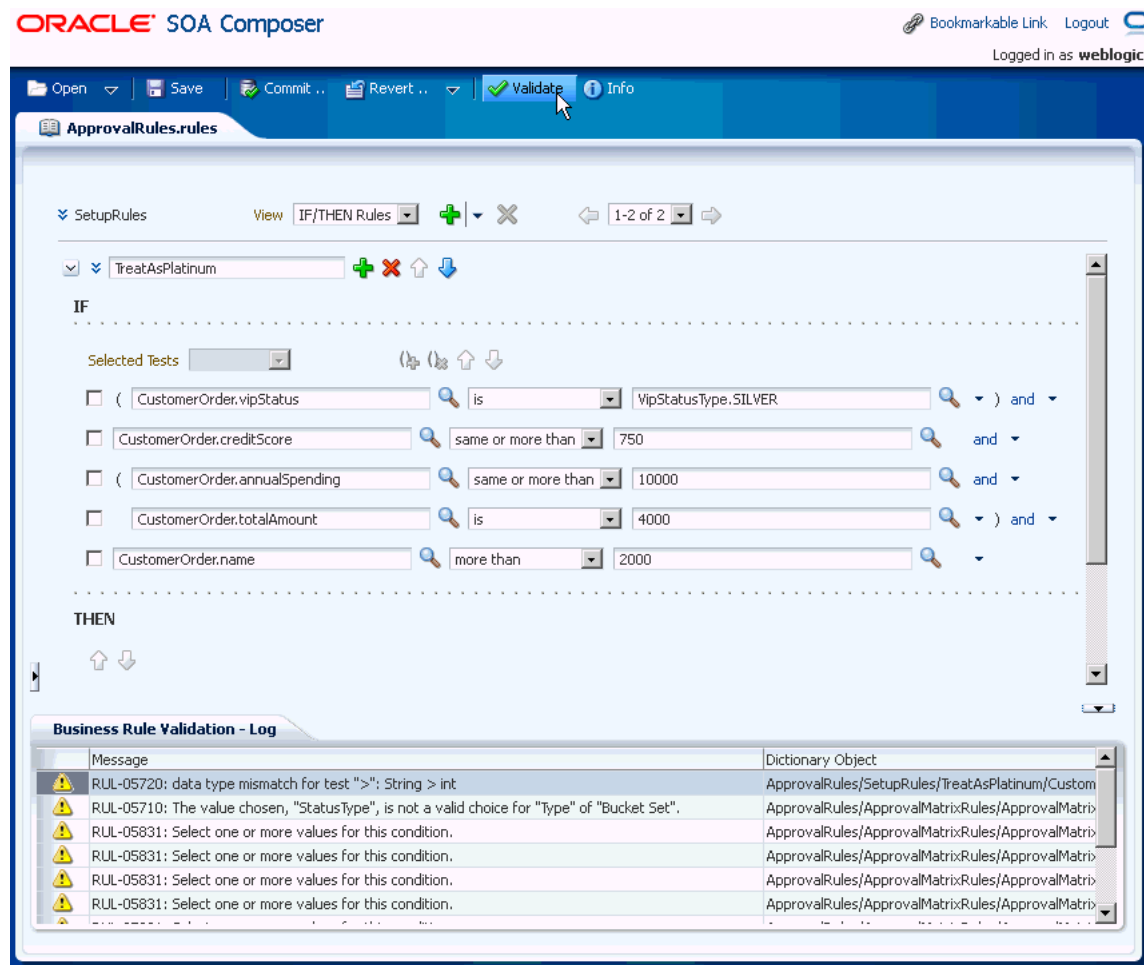 ORACLE SOA Composer
Bookmarkable Link Logout
Logged in as weblogic
Open Save Commit .. Revert .. Validate Info
ApprovalRules.rules
SetupRules View IF/THEN Rules 1-2 of 2
TreatAsPlatinum
IF
Selected Tests
( CustomerOrder.vipStatus is VipStatusType.SILVER ) and
CustomerOrder.creditScore same or more than 750 and
( CustomerOrder.annualSpending same or more than 10000 and
CustomerOrder.totalAmount is 4000 ) and
CustomerOrder.name more than 2000
THEN
Business Rule Validation - Log
Message Dictionary Object
RUL-05720: data type mismatch for test ">": String > int ApprovalRules/SetupRules/TreatAsPlatinum/Custom
RUL-05710: The value chosen, "StatusType", is not a valid choice for "Type" of "Bucket Set". ApprovalRules/ApprovalMatrixRules/ApprovalMatrix
RUL-05831: Select one or more values for this condition. ApprovalRules/ApprovalMatrixRules/ApprovalMatrix
RUL-05831: Select one or more values for this condition. ApprovalRules/ApprovalMatrixRules/ApprovalMatrix
RUL-05831: Select one or more values for this condition. ApprovalRules/ApprovalMatrixRules/ApprovalMatrix
RUL-05831: Select one or more values for this condition. ApprovalRules/ApprovalMatrixRules/ApprovalMatrix